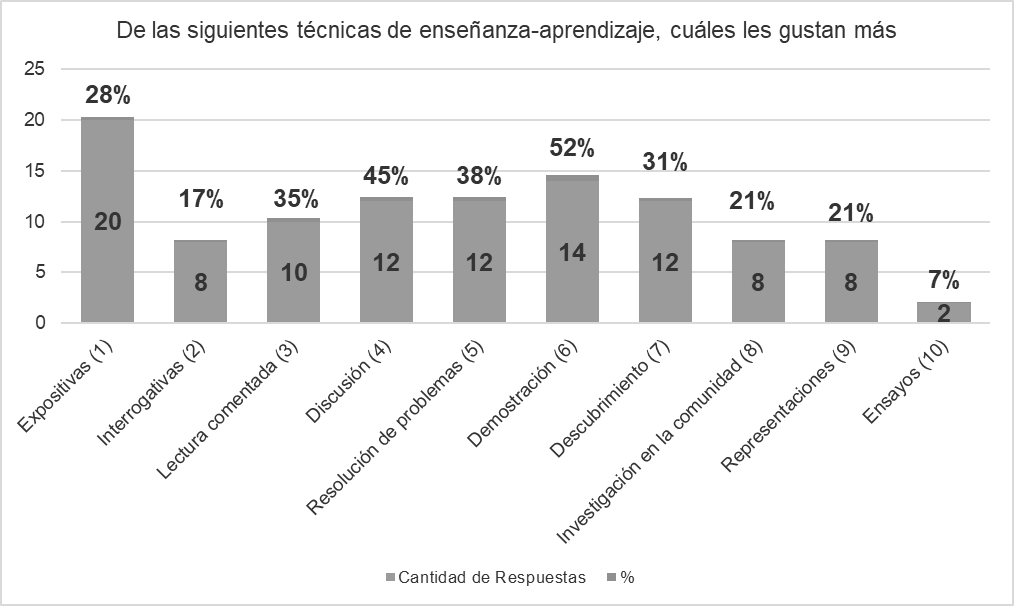 De las siguientes técnicas de enseñanza-aprendizaje, cuáles les gustan más
25
20
15
10
5
0
28%
17%
35%
45%
38%
52%
31%
21%
21%
7%
20
8
10
12
12
14
12
8
8
2
Expositivas (1)
Interrogativas (2)
Lectura comentada (3)
Discusión (4)
Resolución de problemas (5)
Demostración (6)
Descubrimiento (7)
Investigación en la comunidad (8)
Representaciones (9)
Ensayos (10)
Cantidad de Respuestas
%